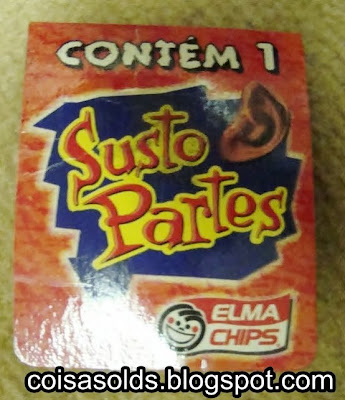 CONTÉM 1
Susto
Partes
ELMA
CHIPS
coisasolds.blogspot.com